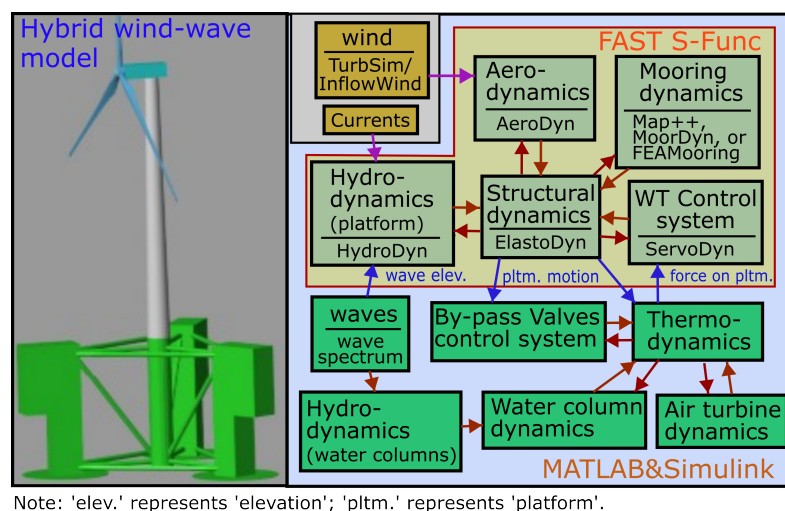 Hybrid wind-wave
model
wind
TurbSim/
InflowWind
Currents
FAST S-Func
Aero-
dynamics
AeroDyn
Mooring
dynamics
Map++,
MoorDyn, or
FEAMooring
Hydro-
dynamics
(platform)
HydroDyn
Structural
dynamics
ElastoDyn
WT Control
system
ServoDyn
wave elev.
pltm. motion
force on pltm.
waves
wave
spectrum
By-pass Valves
control system
Thermo-
dynamics
Hydro-
dynamics
(water columns)
Water column
dynamics
Air turbine
dynamics
MATLAB&Simulink
Note: 'elev.' represents 'elevation'; 'pltm.' represents 'platform'.